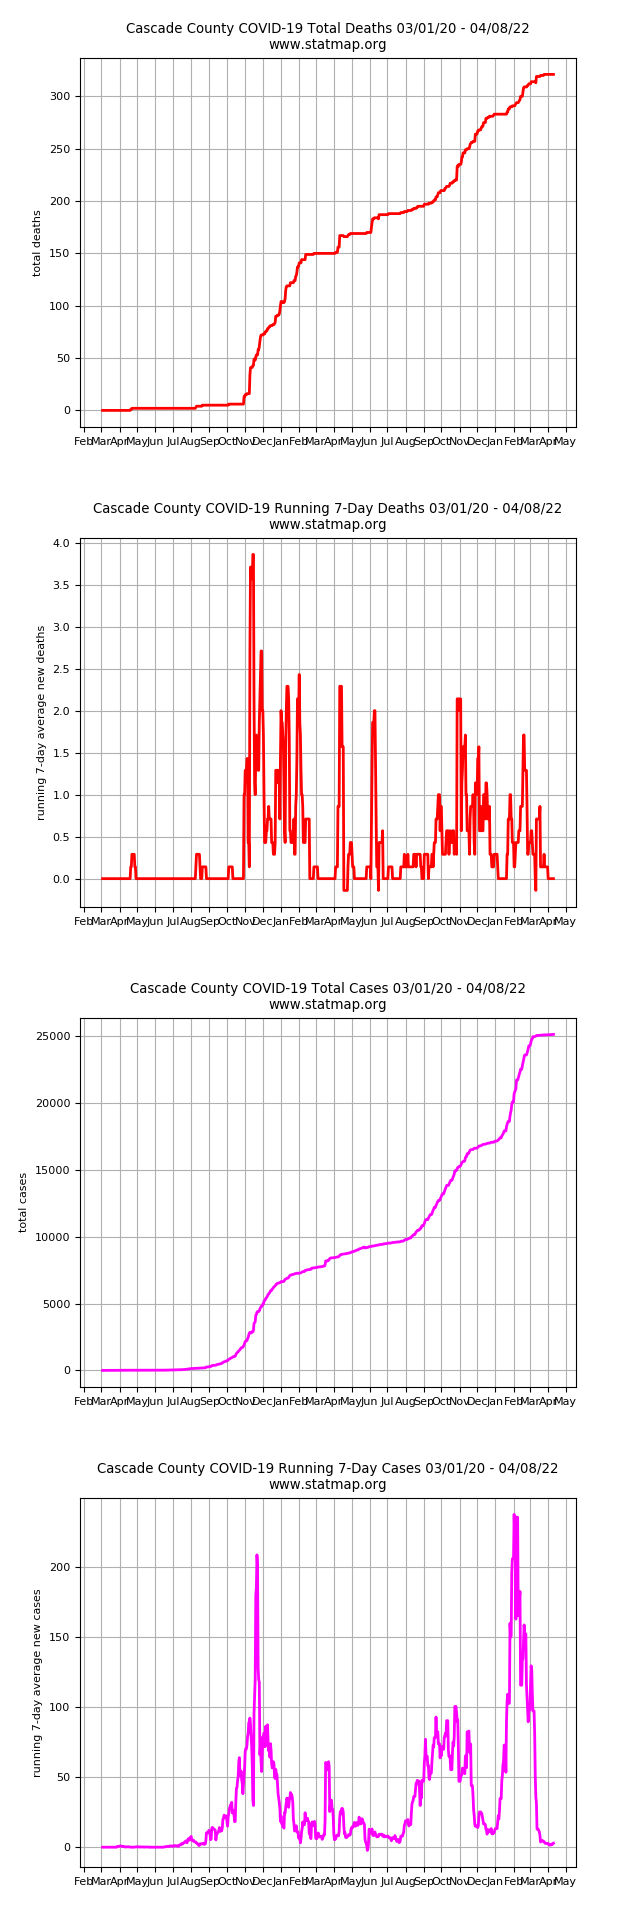 Cascade County COVID-19 Total Deaths 03/01/20 - 04/08/22
www.statmap.org
300
250
200
150
100
50
0
total deaths
Feb Mar Apr May Jun Jul Aug Sep Oct Nov Dec Jan Feb Mar Apr May Jun Jul Aug Sep Oct Nov Dec Jan Feb Mar Apr May
Cascade County COVID-19 Running 7-Day Deaths 03/01/20 - 04/08/22
www.statmap.org
4.0
3.5
3.0
2.5
2.0
1.5
1.0
0.5
0.0
running 7-day average new deaths
Feb Mar Apr May Jun Jul Aug Sep Oct Nov Dec Jan Feb Mar Apr May Jun Jul Aug Sep Oct Nov Dec Jan Feb Mar Apr May
Cascade County COVID-19 Total Cases 03/01/20 - 04/08/22
www.statmap.org
25000
20000
15000
10000
5000
0
total cases
Feb Mar Apr May Jun Jul Aug Sep Oct Nov Dec Jan Feb Mar Apr May Jun Jul Aug Sep Oct Nov Dec Jan Feb Mar Apr May
Cascade County COVID-19 Running 7-Day Cases 03/01/20 - 04/08/22
www.statmap.org
200
150
100
50
0
running 7-day average new cases
Feb Mar Apr May Jun Jul Aug Sep Oct Nov Dec Jan Feb Mar Apr May Jun Jul Aug Sep Oct Nov Dec Jan Feb Mar Apr May